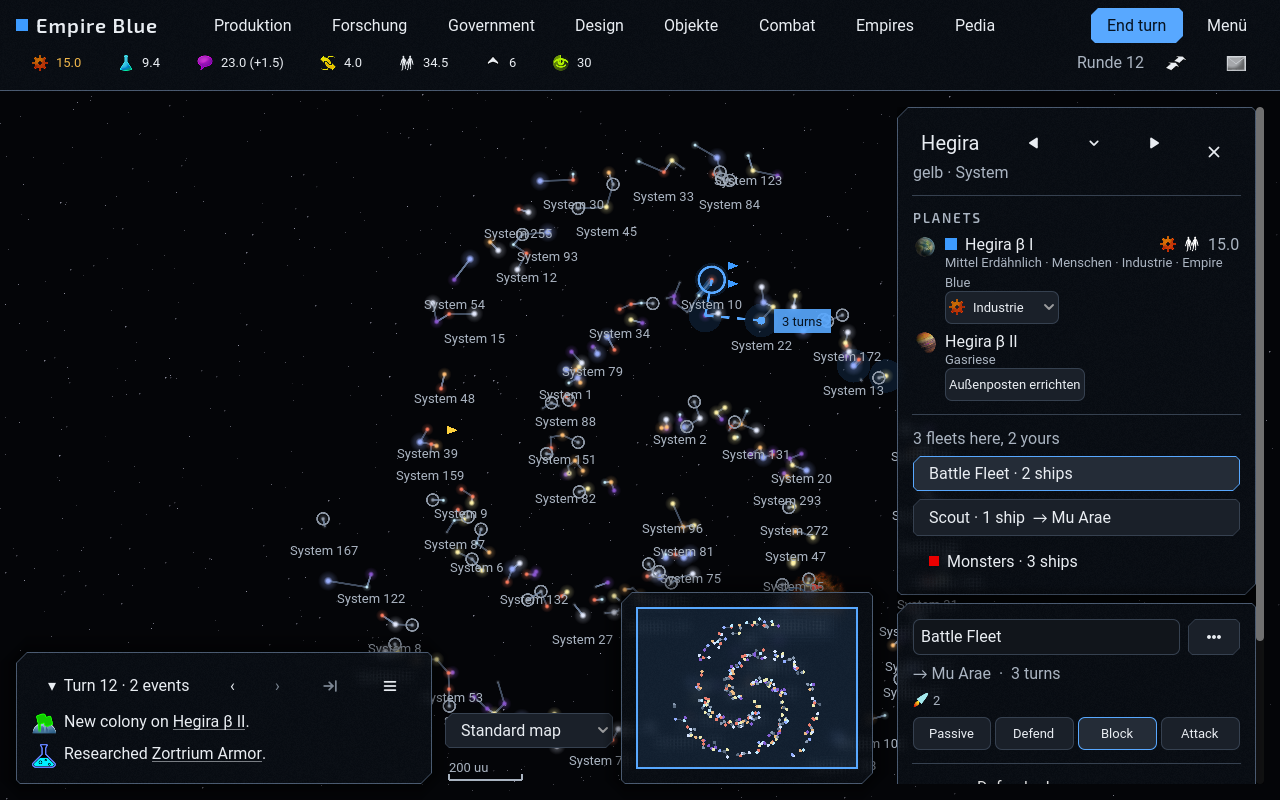 Empire Blue
Produktion
Forschung
Government
Design
Objekte
Combat
Empires
Pedia
End turn
Menü
15.0
9.4
23.0 (+1.5)
4.0
34.5
6
30
Runde 12
System 123
System 33
System 84
System 30
System 45
System 255
System 93
System 12
System 54
System 10
System 15
System 34
3 turns
System 22
System 172
System 79
System 13
System 1
System 48
System 88
System 2
System 39
System 151
System 131
System 159
System 20
System 82
System 293
System 9
System 96
System 272
System 87
System 167
System 81
System 47
System 6
System 75
System 132
System 122
System 27
System 8
Hegira
gelb · System
PLANETS
Hegira β I
15.0
Mittel Erdähnlich · Menschen · Industrie · Empire
Blue
Industrie
Hegira β II
Gasriese
Außenposten errichten
3 fleets here, 2 yours
Battle Fleet · 2 ships
Scout · 1 ship → Mu Arae
Monsters · 3 ships
Battle Fleet
•••
→ Mu Arae · 3 turns
2
Passive
Defend
Block
Attack
▾ Turn 12 · 2 events
New colony on Hegira β II.
Researched Zortrium Armor.
Standard map
200 uu